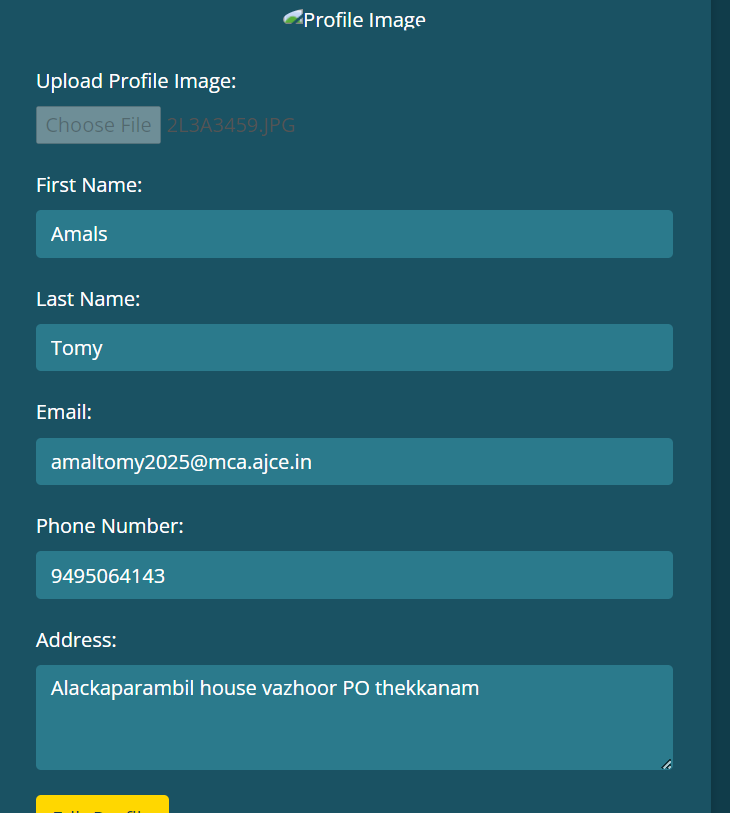 Profile Image
Upload Profile Image:
Choose File 2L3A3459.JPG
First Name:
Amals
Last Name:
Tomy
Email:
amaltomy2025@mca.ajce.in
Phone Number:
9495064143
Address:
Alackaparambil house vazhoor PO thekkanam